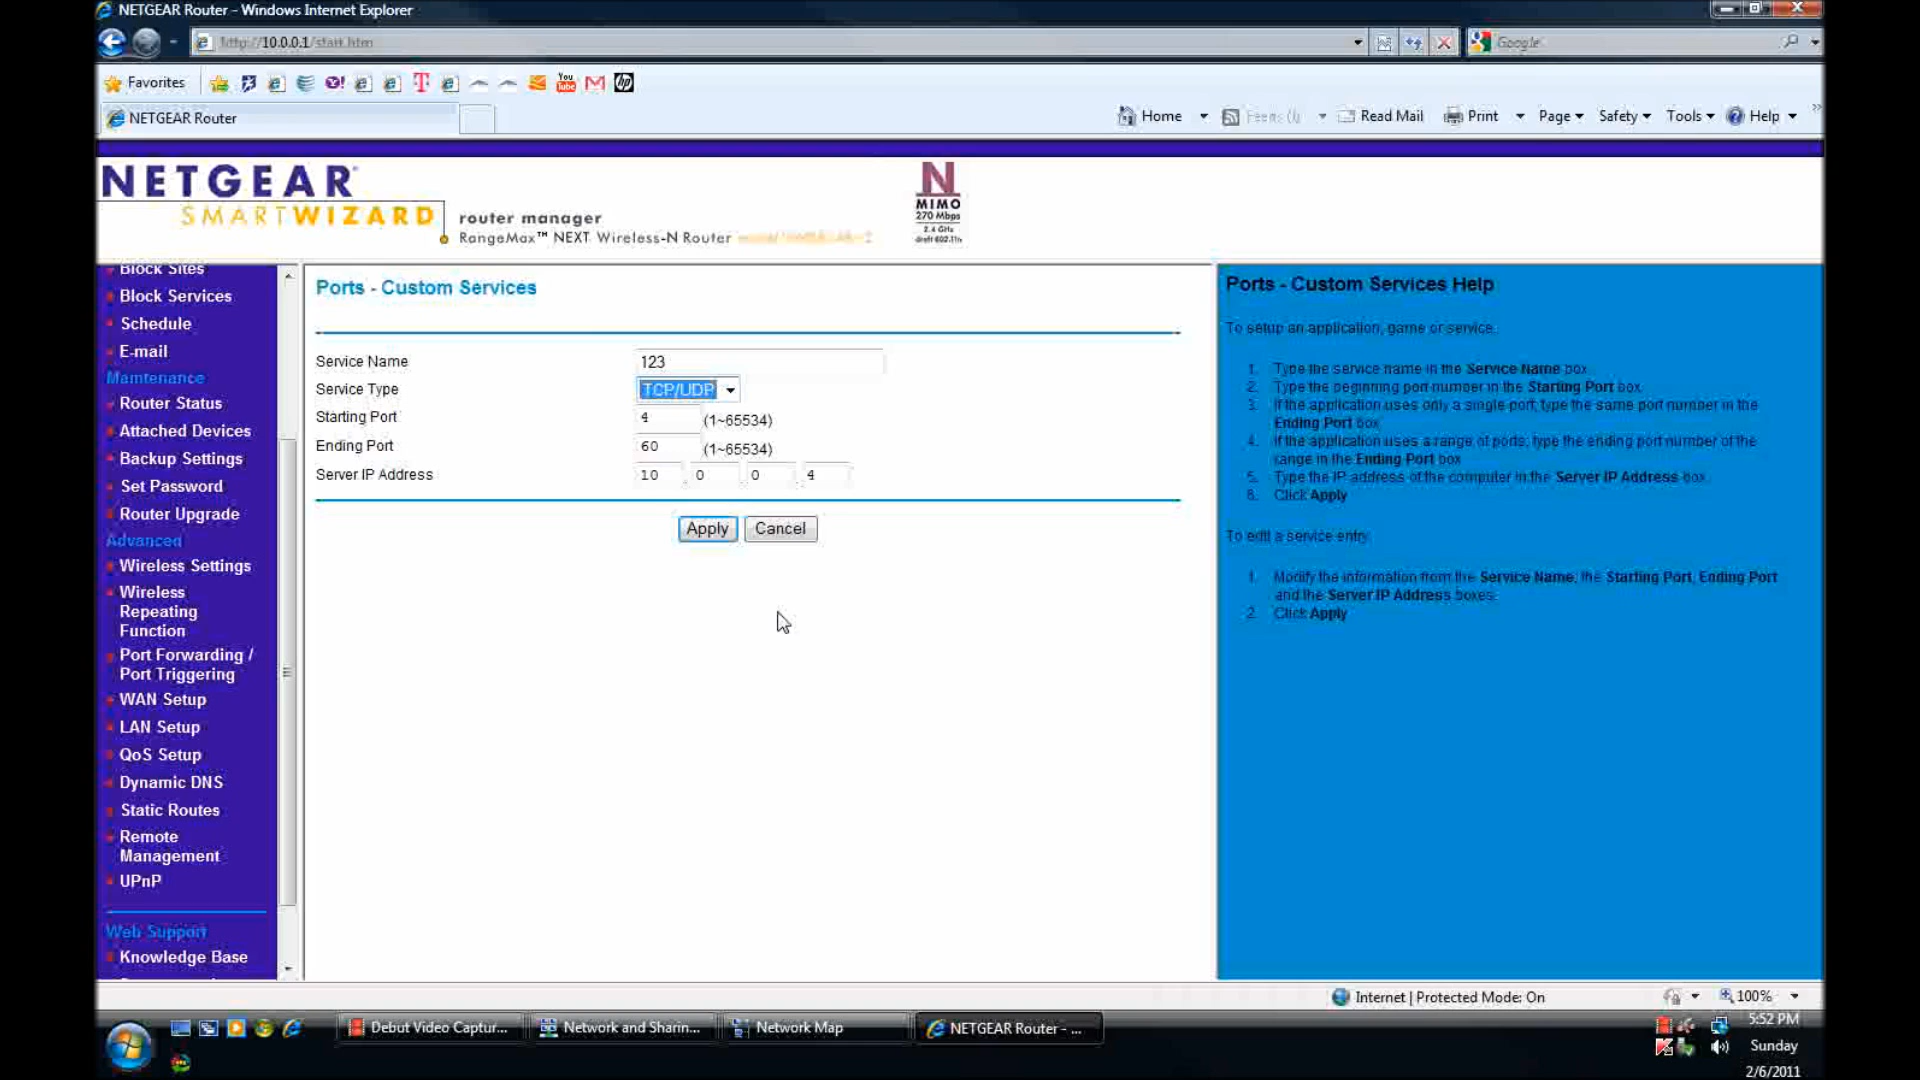 NETGEAR Router - Windows Internet Explorer
http://10.0.0.1/start.htm
Google
Favorites
NETGEAR Router
Home
Read Mail
Print
Page
Safety
Tools
Help
NETGEAR
SMARTWIZARD
router manager
RangeMax™ NEXT Wireless-N Router
N
MIMO
270 Mbps
2.4 GHz
draft 802.11n
Block Sites
Block Services
Schedule
E-mail
Maintenance
Router Status
Attached Devices
Backup Settings
Set Password
Router Upgrade
Advanced
Wireless Settings
Wireless
Repeating
Function
Port Forwarding /
Port Triggering
WAN Setup
LAN Setup
QoS Setup
Dynamic DNS
Static Routes
Remote
Management
UPnP
Web Support
Knowledge Base
Ports - Custom Services
Service Name 123
Service Type TCP/UDP
Starting Port 4 (1~65534)
Ending Port 60 (1~65534)
Server IP Address 10 . 0 . 0 . 4
Apply Cancel
Ports - Custom Services Help
To setup an application, game or service:
1. Type the service name in the Service Name box.
2. Type the beginning port number in the Starting Port box.
3. If the application uses only a single port, type the same port number in the
Ending Port box.
4. If the application uses a range of ports, type the ending port number of the
range in the Ending Port box.
5. Type the IP address of the computer in the Server IP Address box.
6. Click Apply
To edit a service entry
1. Modify the information from the Service Name, the Starting Port, Ending Port
and the Server IP Address boxes.
2. Click Apply
Internet | Protected Mode: On
100%
Debut Video Captur...
Network and Sharin...
Network Map
NETGEAR Router - ...
5:52 PM
Sunday
2/6/2011